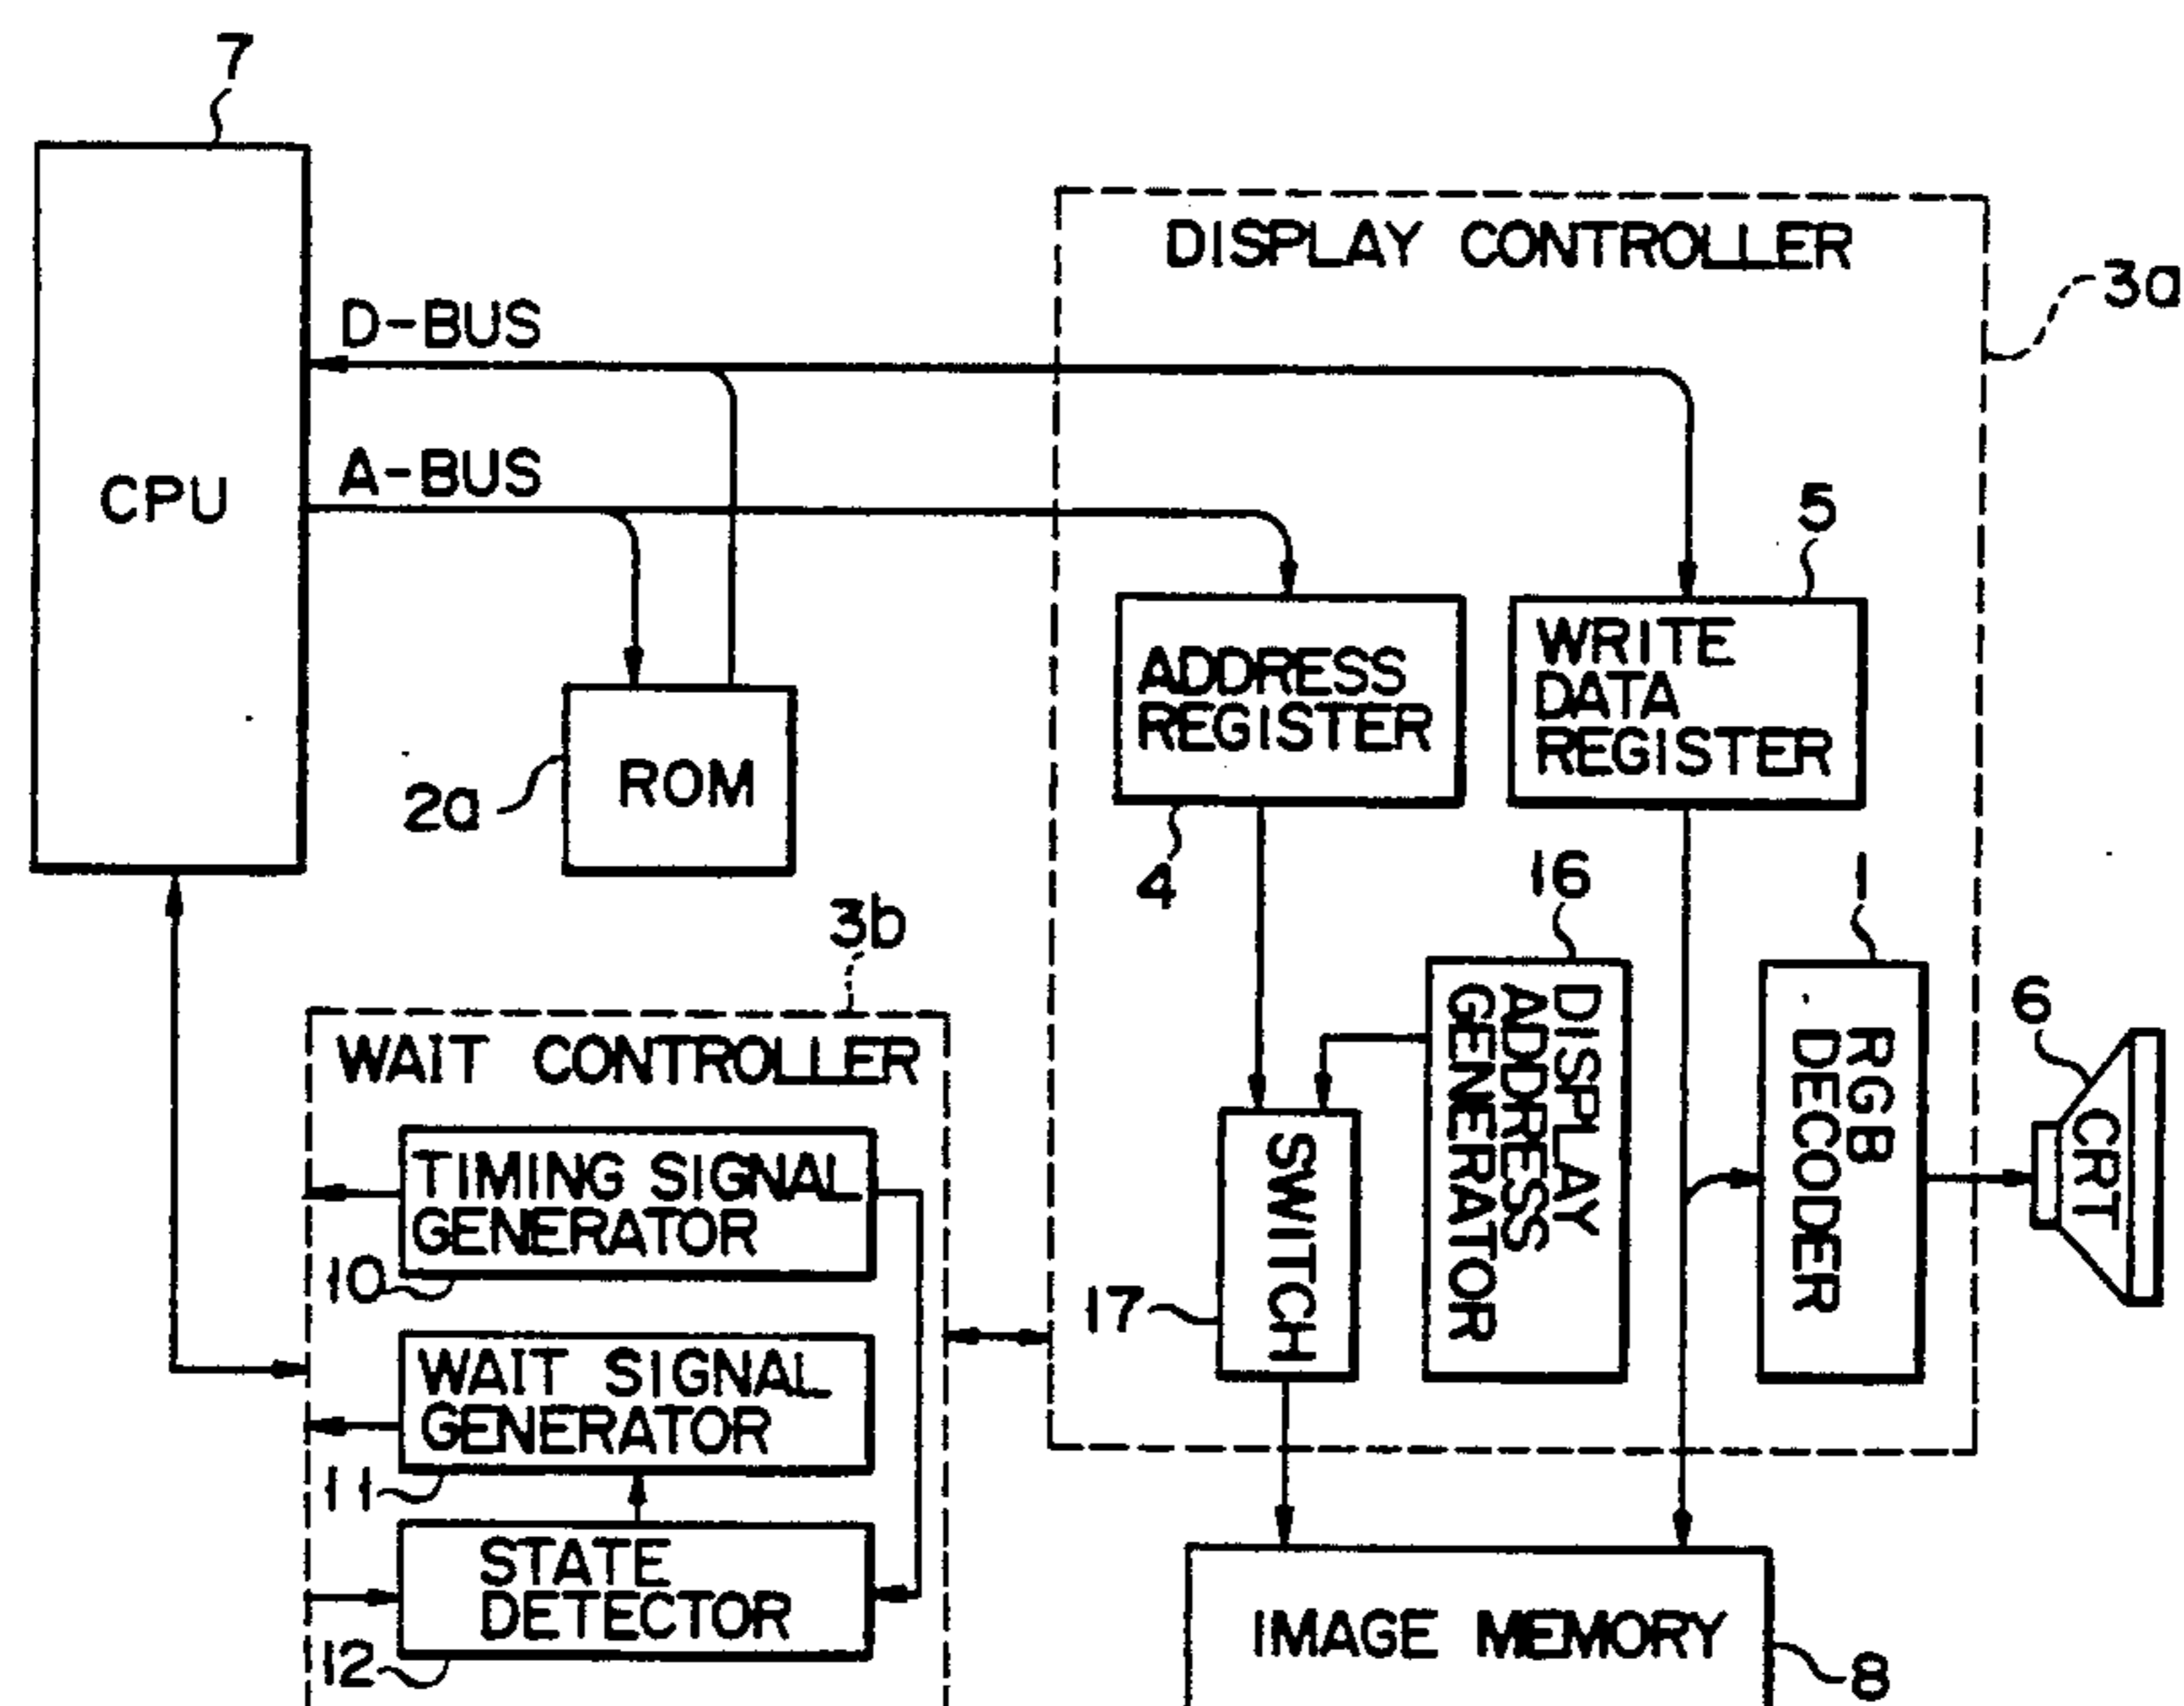 7
DISPLAY CONTROLLER
3a
D-BUS
A-BUS
CPU
5
WRITE
DATA
REGISTER
ADDRESS
REGISTER
ROM
2a
4
16
1
3b
6
WAIT CONTROLLER
DISPLAY
ADDRESS
GENERATOR
RGB
DECODER
CRT
SWITCH
TIMING SIGNAL
GENERATOR
10
17
WAIT SIGNAL
GENERATOR
11
STATE
DETECTOR
12
IMAGE MEMORY
8